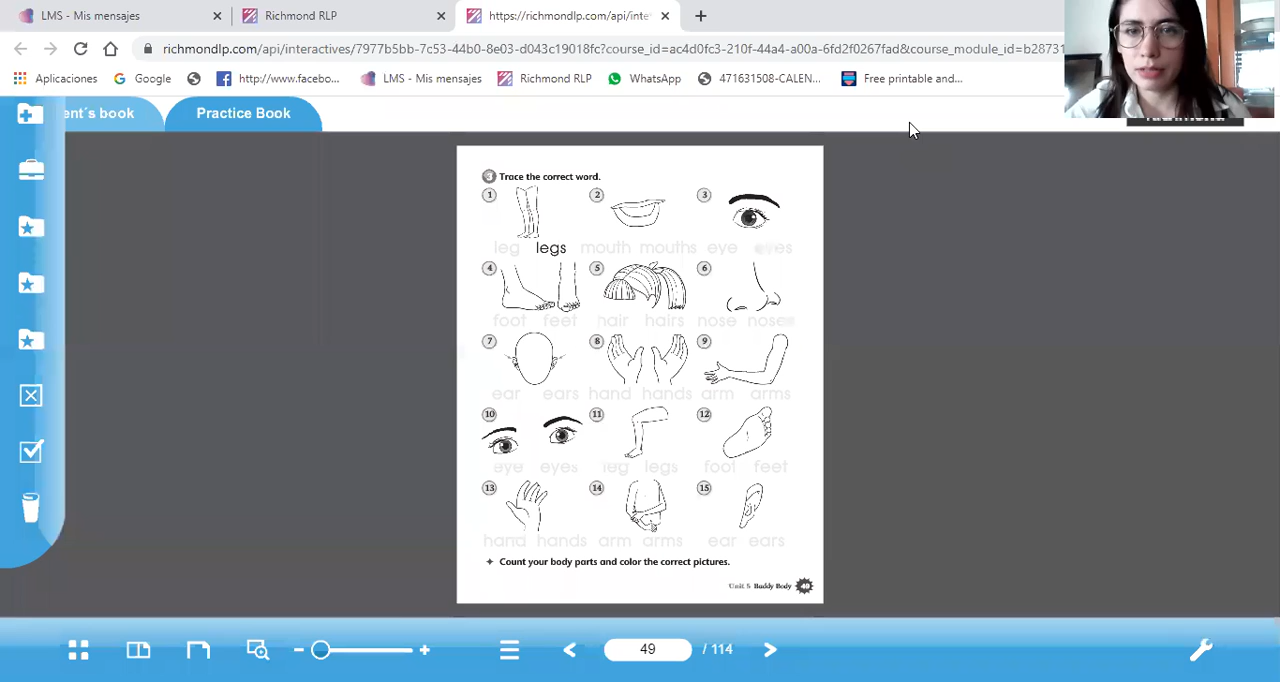 LMS - Mis mensajes
Richmond RLP
https://richmondlp.com/api/inte
richmondlp.com/api/interactives/7977b5bb-7c53-44b0-8e03-d043f19018fc?course_id=ac4d0fc3-210f-44a4-a00a-6fd2f0267fad&course_module_id=b28731
Aplicaciones Google http://www.facebo... LMS - Mis mensajes Richmond RLP WhatsApp 471631508-CALEN... Free printable and...
ent´s book Practice Book
3 Trace the correct word.
1 2 3
leg legs mouth mouths eye eyes
4 5 6
foot feet hair hairs nose
7 8 9
ear ears hand hands arm arms
10 11 12
eye eyes leg legs foot feet
13 14 15
hand hands arm arms ear ears
Count your body parts and color the correct pictures.
Unit 5 Buddy Body 49
49 / 114